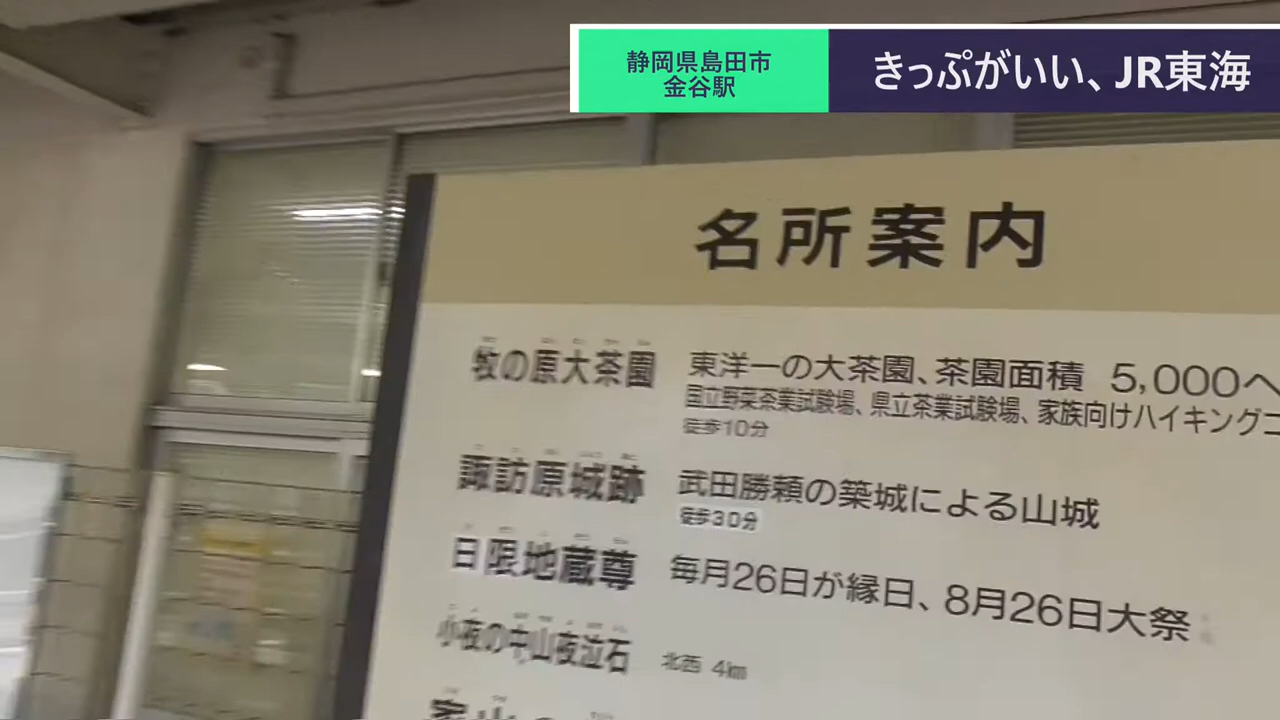 静岡県島田市
金谷駅
きっぷがいい、JR東海
名所案内
牧の原大茶園 東洋一の大茶園、茶園面積 5,000ヘ
国立野菜茶業試験場、県立茶業試験場、家族向けハイキングコ
徒歩10分
諏訪原城跡 武田勝頼の築城による山城
徒歩30分
日限地蔵尊 毎月26日が縁日、8月26日大祭
小夜の中山夜泣石 北西 4km
家山の